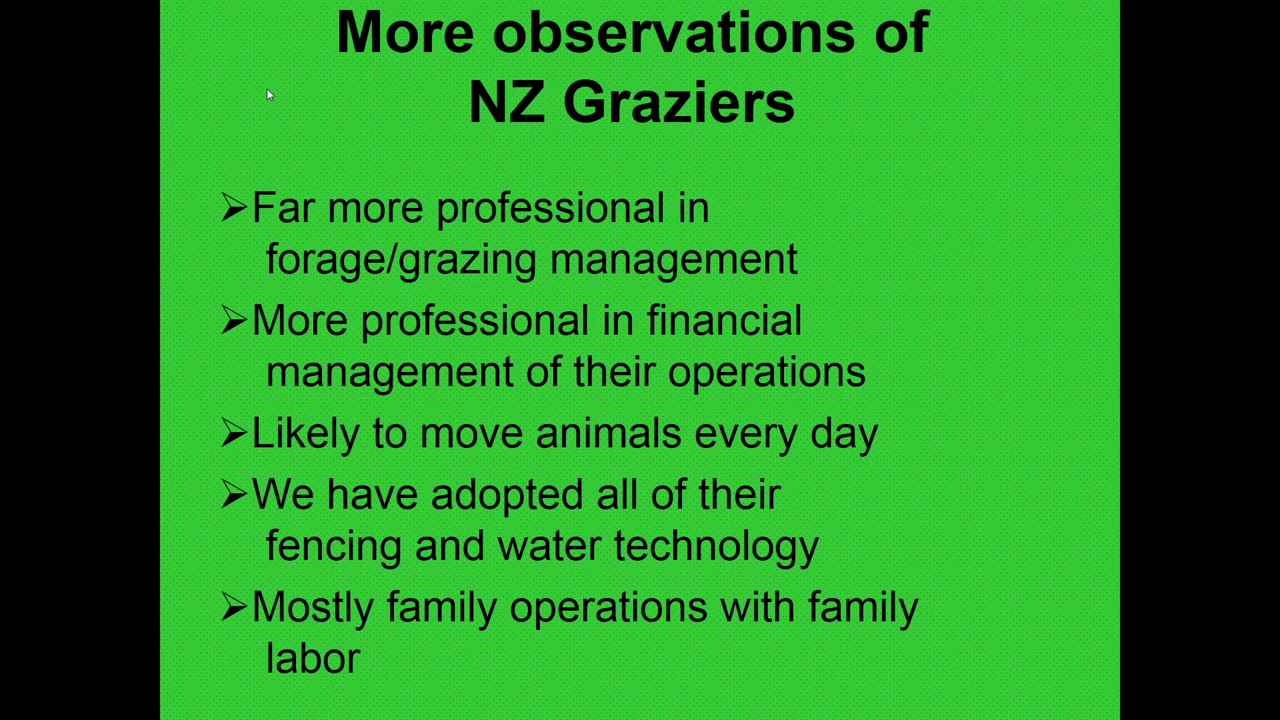 More observations of
NZ Graziers
➢Far more professional in
forage/grazing management
➢More professional in financial
management of their operations
➢Likely to move animals every day
➢We have adopted all of their
fencing and water technology
➢Mostly family operations with family
labor